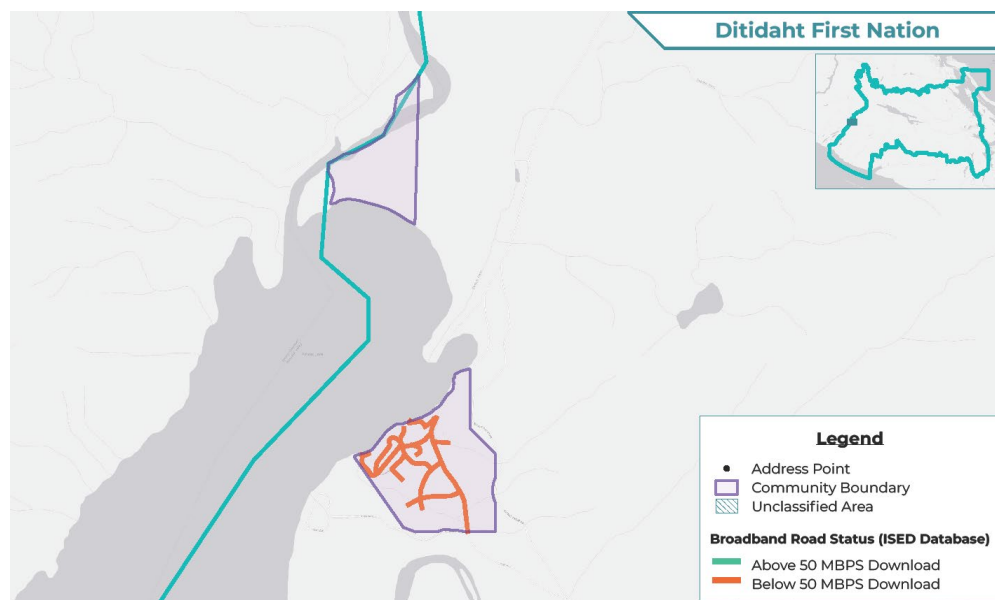 Ditidaht First Nation
Legend
Address Point
Community Boundary
Unclassified Area
Broadband Road Status (ISED Database)
Above 50 MBPS Download
Below 50 MBPS Download